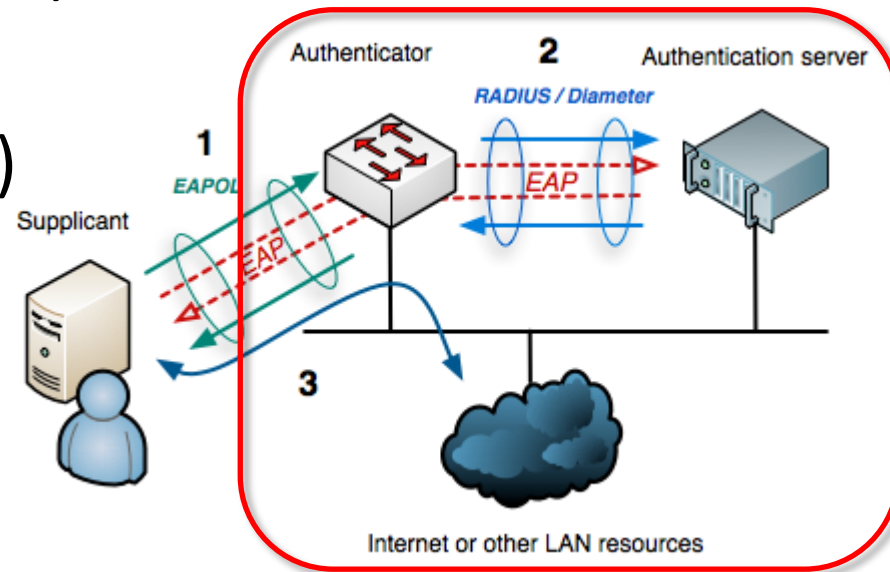 Authenticator
2
Authentication server
RADIUS / Diameter
1
)
EAPOL
EAP
Supplicant
EAP
3
Internet or other LAN resources